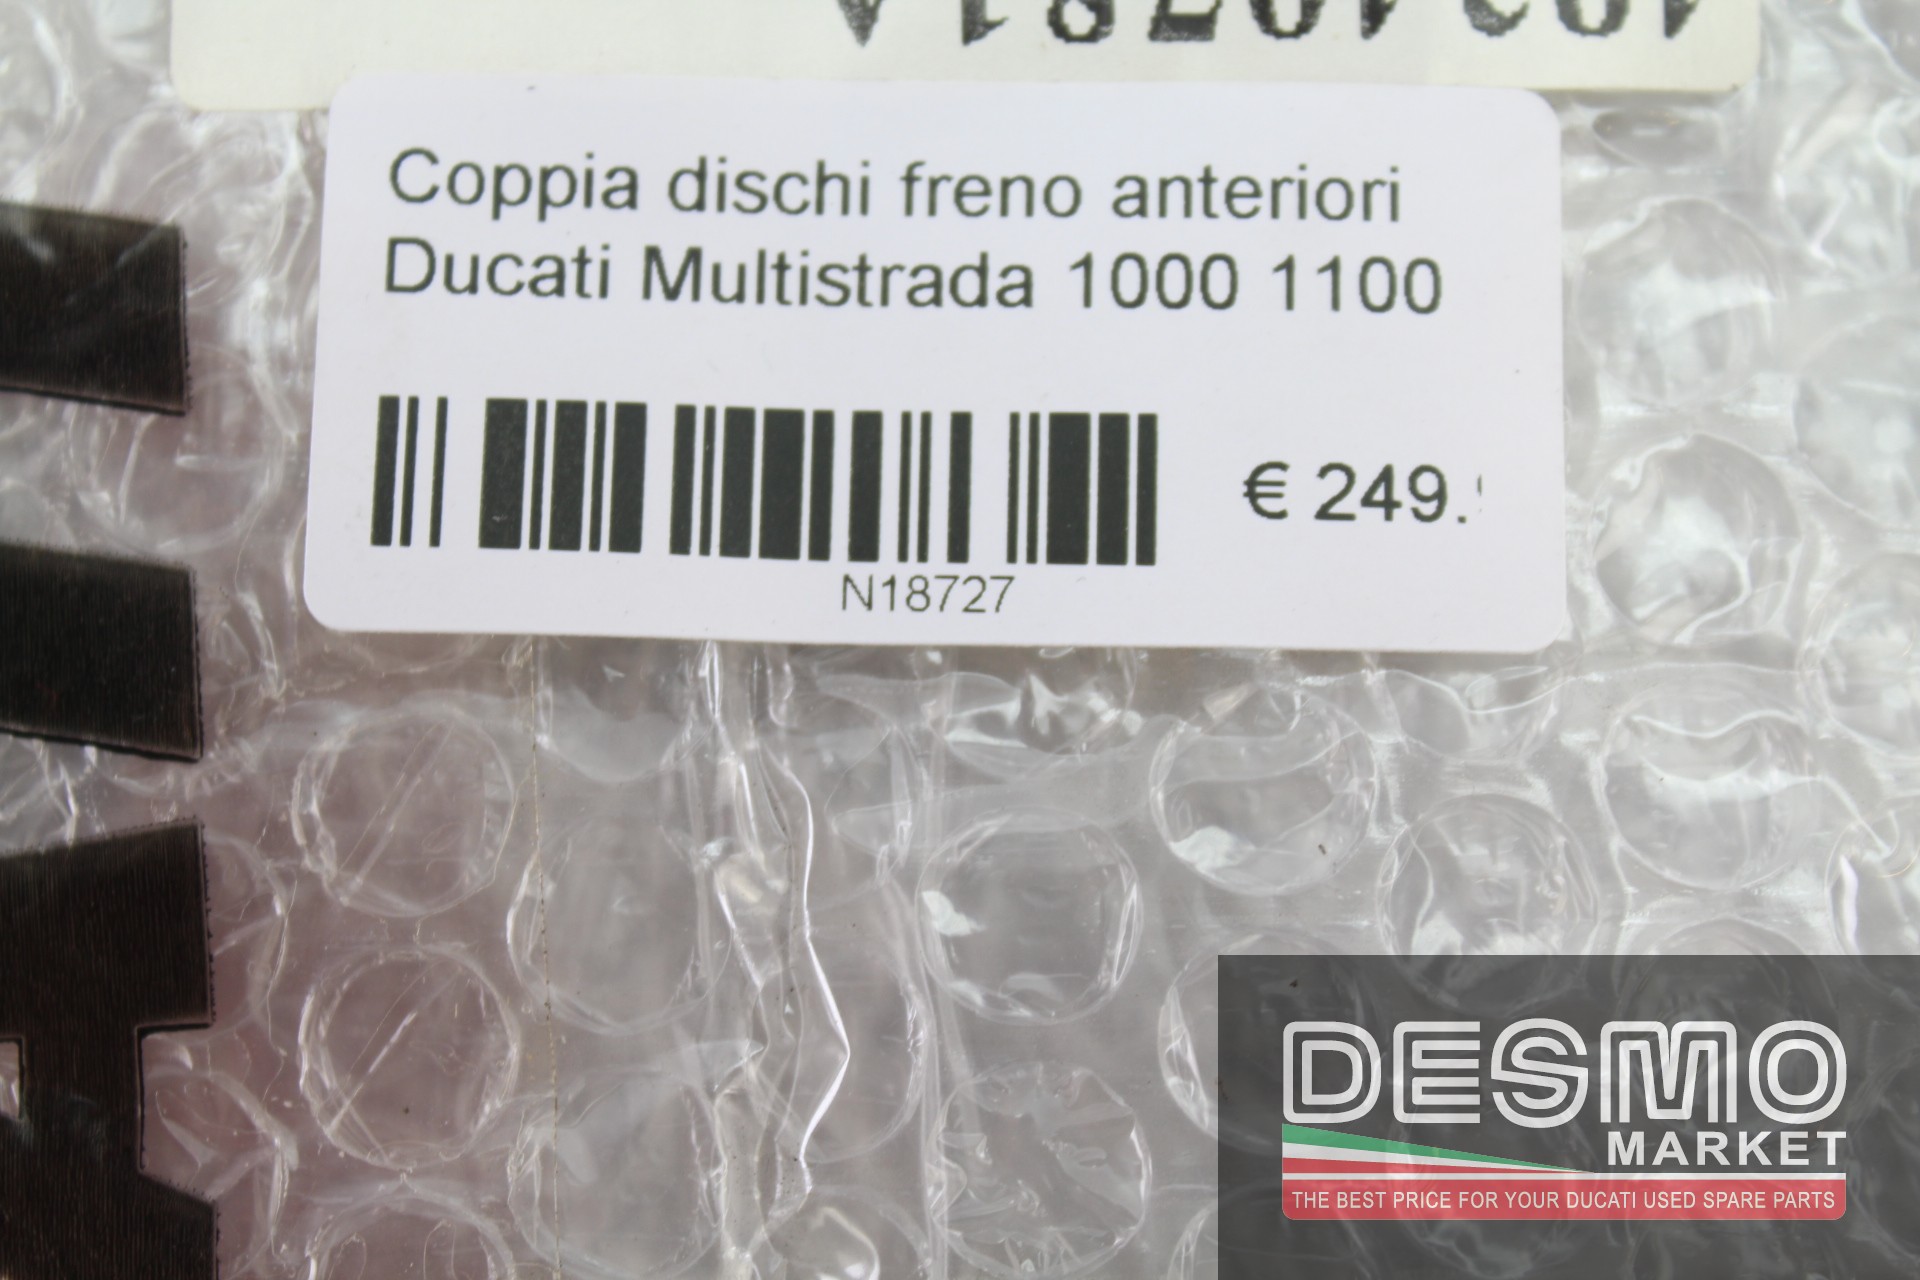 Coppia dischi freno anteriori
Ducati Multistrada 1000 1100
€ 249.
N18727
DESMO
MARKET
THE BEST PRICE FOR YOUR DUCATI USED SPARE PARTS